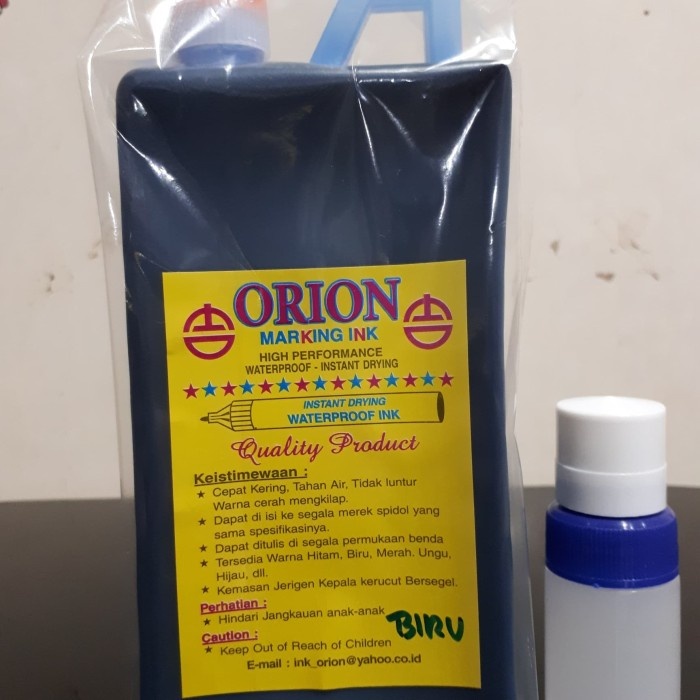 ORION
MARKING INK
HIGH PERFORMANCE
WATERPROOF - INSTANT DRYING
INSTANT DRYING
WATERPROOF INK
Quality Product
Keistimewaan :
★ Cepat Kering, Tahan Air, Tidak luntur
Warna cerah mengkilap.
★ Dapat di isi ke segala merek spidol yang
sama spesifikasinya.
★ Dapat ditulis di segala permukaan benda
★ Tersedia Warna Hitam, Biru, Merah. Ungu,
Hijau, dll.
★ Kemasan Jerigen Kepala kerucut Bersegel.
Perhatian :
★ Hindari Jangkauan anak-anak
BIRU
Caution :
★ Keep Out of Reach of Children
E-mail : ink_orion@yahoo.co.id